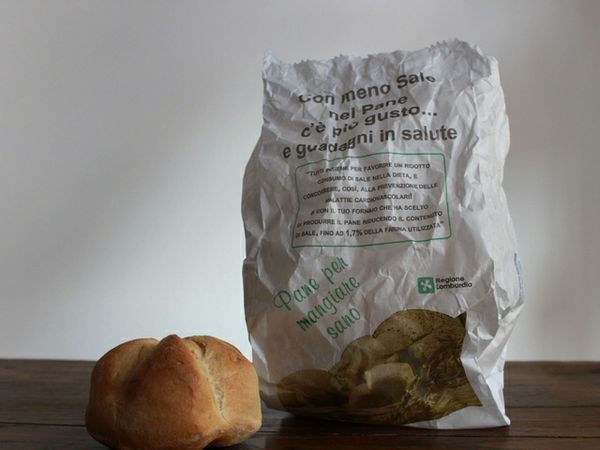 Con meno Sale
nel Pane
c'è più gusto...
e guadagni in salute
"TUTTI INSIEME PER FAVORIRE UN RIDOTTO
CONSUMO DI SALE NELLA DIETA, E
CONCORRERE, COSÌ, ALLA PREVENZIONE DELLE
MALATTIE CARDIOVASCOLARI!
E CON IL TUO FORNAIO CHE HA SCELTO
DI PRODURRE IL PANE RIDUCENDO IL CONTENUTO
DI SALE, FINO AD 1,7% DELLA FARINA UTILIZZATA"
Pane per
mangiare
sano
Regione
Lombardia